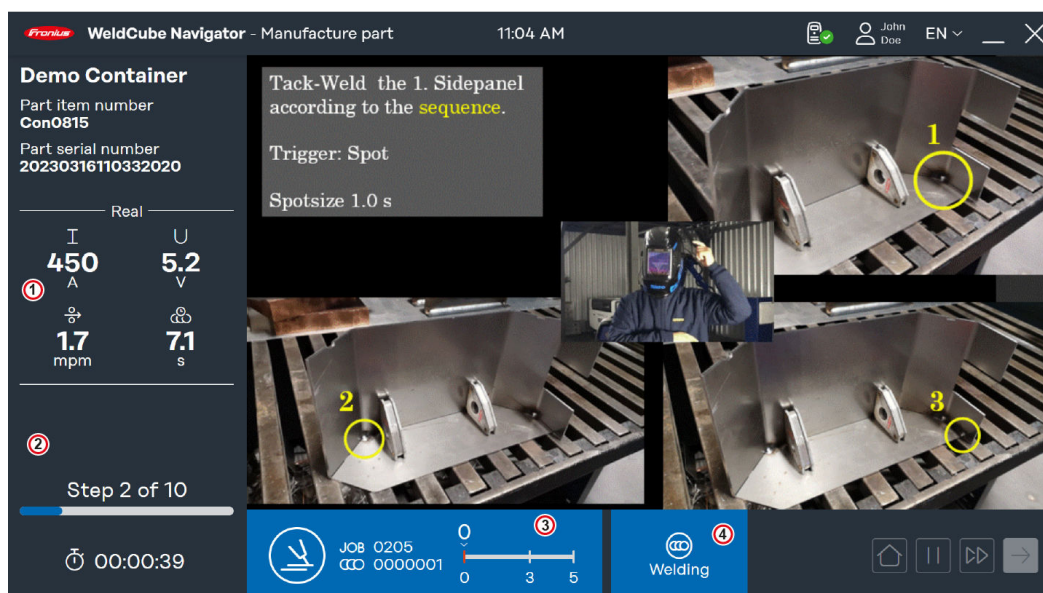 Fronius WeldCube Navigator - Manufacture part 11:04 AM John Doe EN
Demo Container
Part item number
Con0815
Part serial number
20230316110332020
Real
I U
450 5.2
A V
1
1.7 7.1
mpm s
2
Step 2 of 10
00:00:39
Tack-Weld the 1. Sidepanel
according to the sequence.
Trigger: Spot
Spotsize 1.0 s
1
2
3
JOB 0205
0000001
0
0 3 5
3
Welding
4